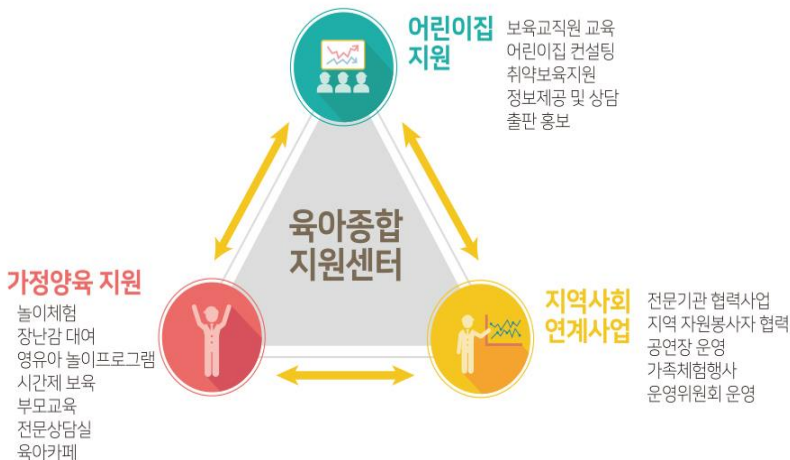 어린이집
지원
보육교직원 교육
어린이집 컨설팅
취약보육지원
정보제공 및 상담
출판 홍보
육아종합
지원센터
가정양육 지원
놀이체험
장난감 대여
영유아 놀이프로그램
시간제 보육
부모교육
전문상담실
육아카페
지역사회
연계사업
전문기관 협력사업
지역 자원봉사자 협력
공연장 운영
가족체험행사
운영위원회 운영